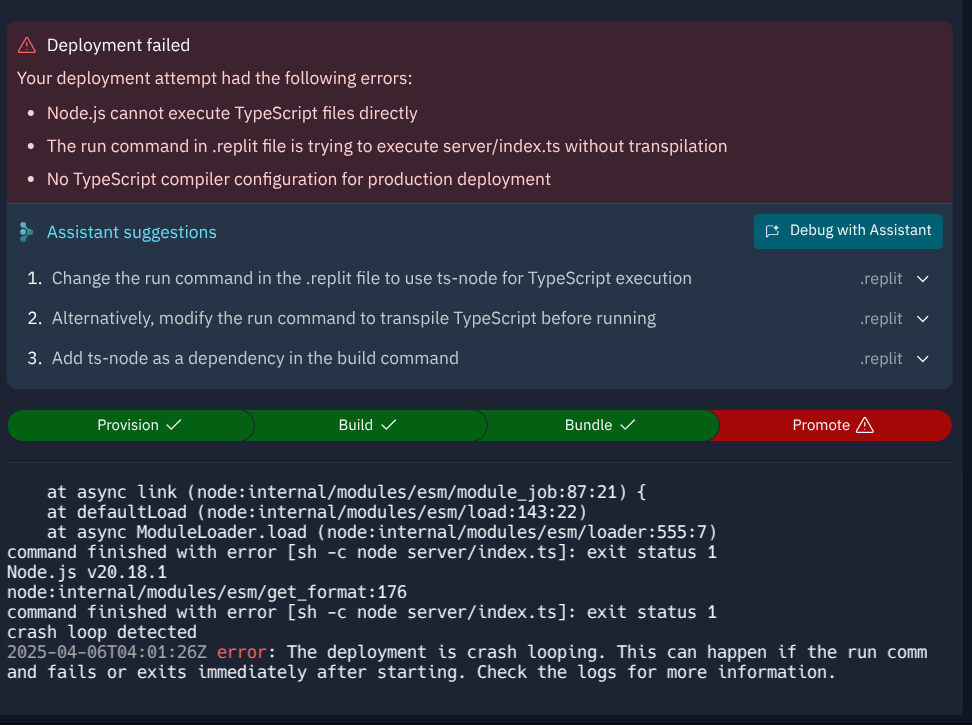 Deployment failed
Your deployment attempt had the following errors:
• Node.js cannot execute TypeScript files directly
• The run command in .replit file is trying to execute server/index.ts without transpilation
• No TypeScript compiler configuration for production deployment
Assistant suggestions
Debug with Assistant
1. Change the run command in the .replit file to use ts-node for TypeScript execution .replit
2. Alternatively, modify the run command to transpile TypeScript before running .replit
3. Add ts-node as a dependency in the build command .replit
Provision Build Bundle Promote
at async link (node:internal/modules/esm/module_job:87:21) {
at defaultLoad (node:internal/modules/esm/load:143:22)
at async ModuleLoader.load (node:internal/modules/esm/loader:555:7)
command finished with error [sh -c node server/index.ts]: exit status 1
Node.js v20.18.1
node:internal/modules/esm/get_format:176
command finished with error [sh -c node server/index.ts]: exit status 1
crash loop detected
2025-04-06T04:01:26Z error: The deployment is crash looping. This can happen if the run comm
and fails or exits immediately after starting. Check the logs for more information.